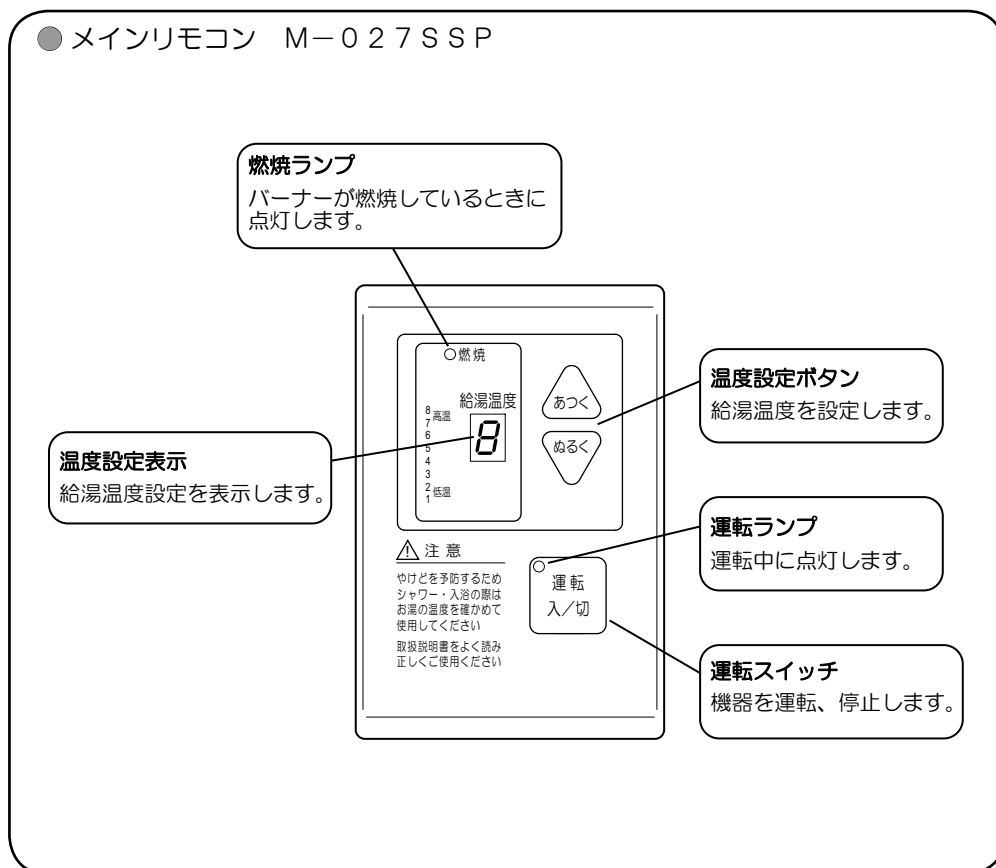 メインリモコン　M－027SSP
燃焼ランプ
バーナーが燃焼しているときに
点灯します。
燃焼
給湯温度
8 高温
7
6
5
4
3
2 低温
1
8
あつく
ぬるく
温度設定ボタン
給湯温度を設定します。
温度設定表示
給湯温度設定を表示します。
運転ランプ
運転中に点灯します。
注意
やけどを予防するため
シャワー・入浴の際は
お湯の温度を確かめて
使用してください
取扱説明書をよく読み
正しくご使用ください
運転
入／切
運転スイッチ
機器を運転、停止します。